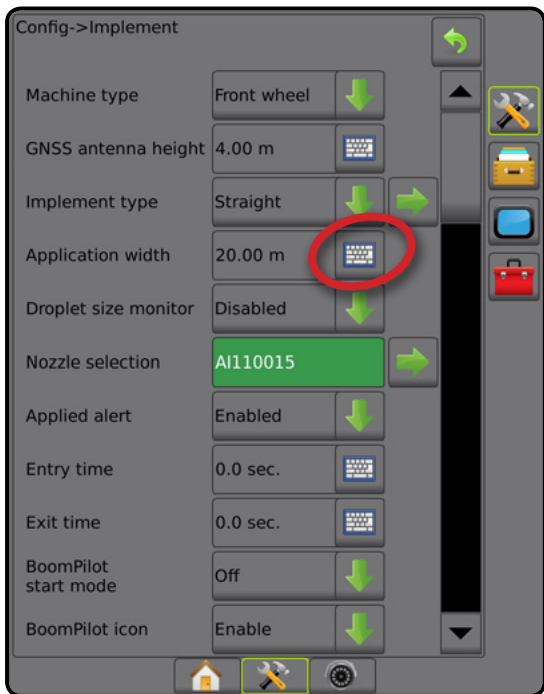 Config->Implement
Machine type Front wheel
GNSS antenna height 4.00 m
Implement type Straight
Application width 20.00 m
Droplet size monitor Disabled
Nozzle selection AI110015
Applied alert Enabled
Entry time 0.0 sec.
Exit time 0.0 sec.
BoomPilot
start mode Off
BoomPilot icon Enable